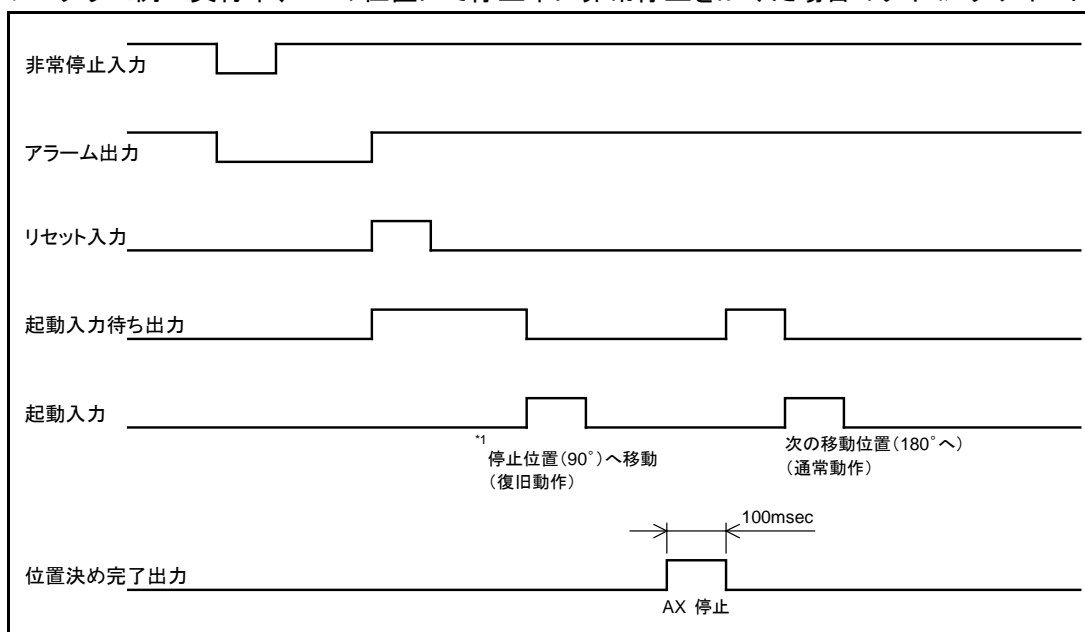 非常停止入力
アラーム出力
リセット入力
起動入力待ち出力
起動入力
*1
停止位置(90°)へ移動
(復旧動作)
次の移動位置(180°へ)
(通常動作)
100msec
位置決め完了出力
AX 停止